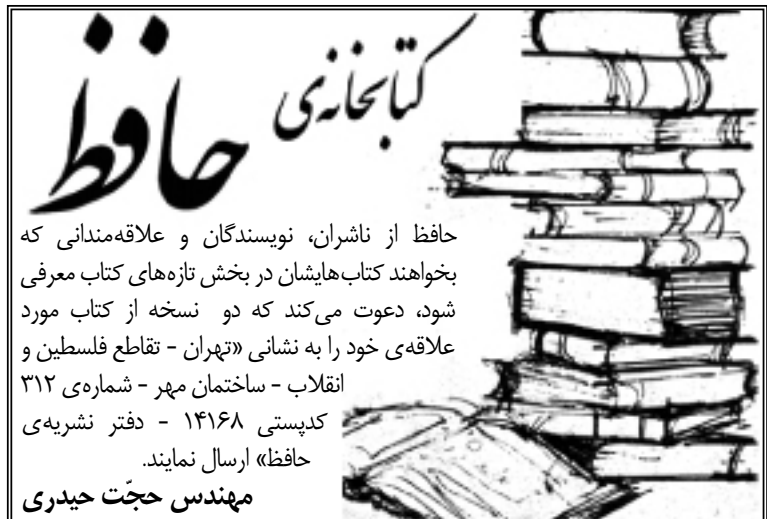 کتابخانه‌ی
حافظ
حافظ از ناشران، نویسندگان و علاقه‌مندانی که
بخواهند کتاب‌هایشان در بخش تازه‌های کتاب معرفی
شود، دعوت می‌کند که دو نسخه از کتاب مورد
علاقه‌ی خود را به نشانی «تهران - تقاطع فلسطین و
انقلاب - ساختمان مهر - شماره‌ی ۳۱۲
کدپستی ۱۴۱۶۸ - دفتر نشریه‌ی
حافظ» ارسال نمایند.
مهندس حجّت حیدری